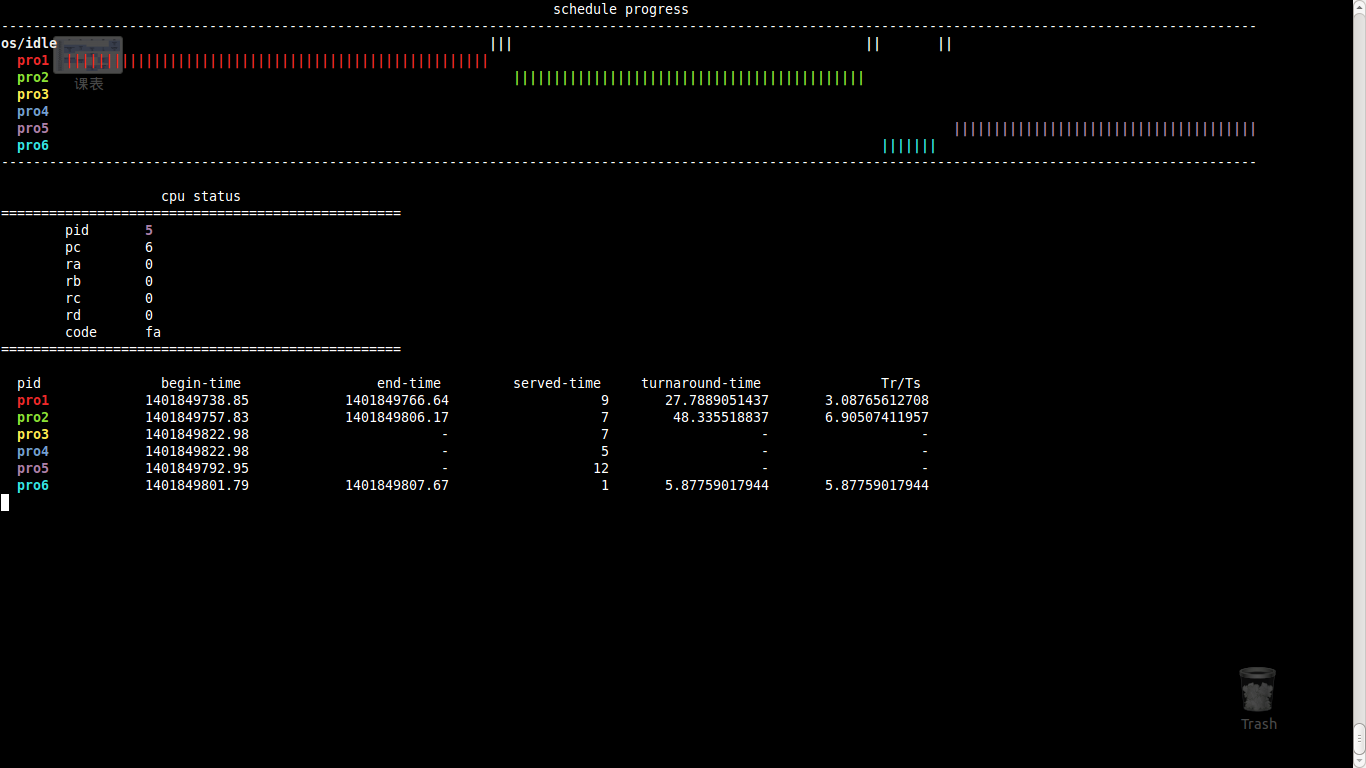 schedule progress
--------------------------------------------------------------------------------------------------------------------------------------------------------------
os/idle ||| || ||
pro1 |||||||||||||||||||||||||||||||||||||||||||||||||||||
课表
pro2 ||||||||||||||||||||||||||||||||||||||||||||
pro3
pro4
pro5 ||||||||||||||||||||||||||||||||||||||
pro6 |||||||
--------------------------------------------------------------------------------------------------------------------------------------------------------------
cpu status
==================================================
pid 5
pc 6
ra 0
rb 0
rc 0
rd 0
code fa
==================================================
pid begin-time end-time served-time turnaround-time Tr/Ts
pro1 1401849738.85 1401849766.64 9 27.7889051437 3.08765612708
pro2 1401849757.83 1401849806.17 7 48.335518837 6.90507411957
pro3 1401849822.98 - 7 - -
pro4 1401849822.98 - 5 - -
pro5 1401849792.95 - 12 - -
pro6 1401849801.79 1401849807.67 1 5.87759017944 5.87759017944
Trash